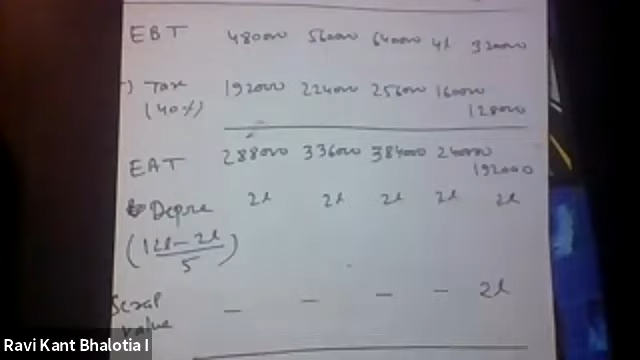 EBT 480000 560000 640000 4l 320000
-) Tax 192000 224000 256000 160000
(40%) 128000
EAT 288000 336000 384000 240000
192000
Depre 2l 2l 2l 2l 2l
(12l-2l
5)
Scrap - - - - 2l
value
Ravi Kant Bhalotia I